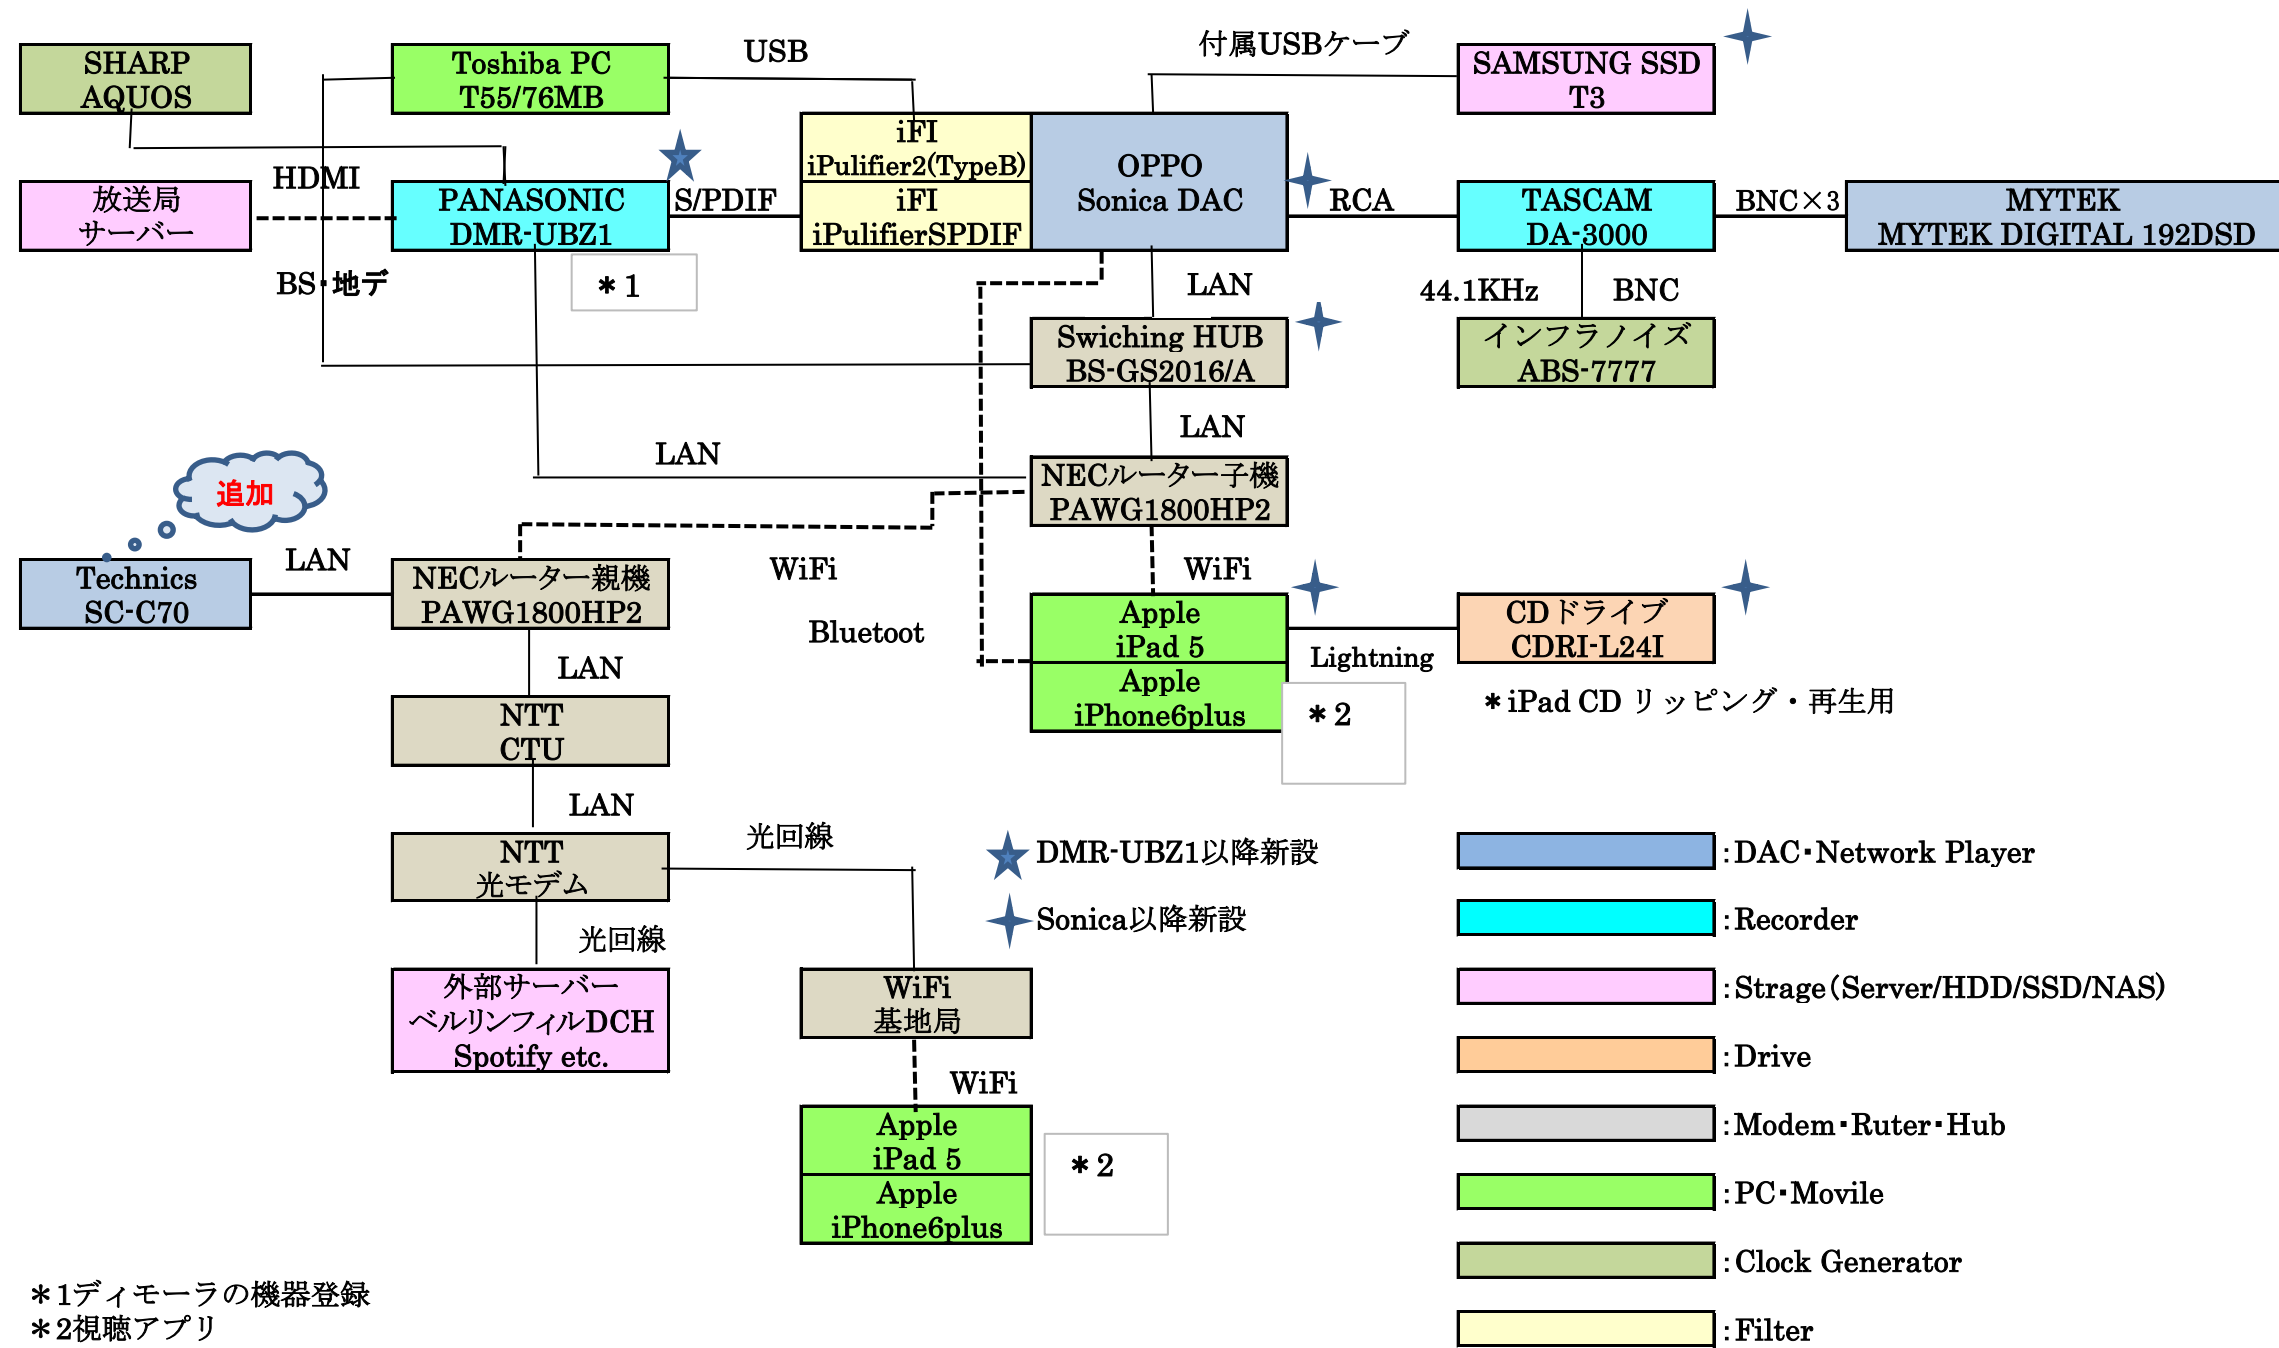 付属USBケーブ
SHARP
AQUOS
Toshiba PC
T55/76MB
USB
SAMSUNG SSD
T3
iFI
iPulifier2(TypeB)
iFI
iPulifierSPDIF
OPPO
Sonica DAC
HDMI
放送局
サーバー
PANASONIC
DMR-UBZ1
S/PDIF
RCA
TASCAM
DA-3000
BNC×3
MYTEK
MYTEK DIGITAL 192DSD
BS・地デ
＊1
LAN
44.1KHz
BNC
Swiching HUB
BS-GS2016/A
インフラノイズ
ABS-7777
LAN
LAN
NECルーター子機
PAWG1800HP2
追加
LAN
WiFi
WiFi
Technics
SC-C70
NECルーター親機
PAWG1800HP2
Bluetoot
Apple
iPad 5
Apple
iPhone6plus
Lightning
CDドライブ
CDRI-L24I
＊iPad CD リッピング・再生用
＊2
LAN
NTT
CTU
LAN
NTT
光モデム
光回線
光回線
DMR-UBZ1以降新設
Sonica以降新設
外部サーバー
ベルリンフィルDCH
Spotify etc.
WiFi
基地局
WiFi
Apple
iPad 5
Apple
iPhone6plus
＊2
：DAC・Network Player
：Recorder
：Strage（Server/HDD/SSD/NAS）
：Drive
：Modem・Ruter・Hub
：PC・Movile
：Clock Generator
：Filter
＊1ディモーラの機器登録
＊2視聴アプリ